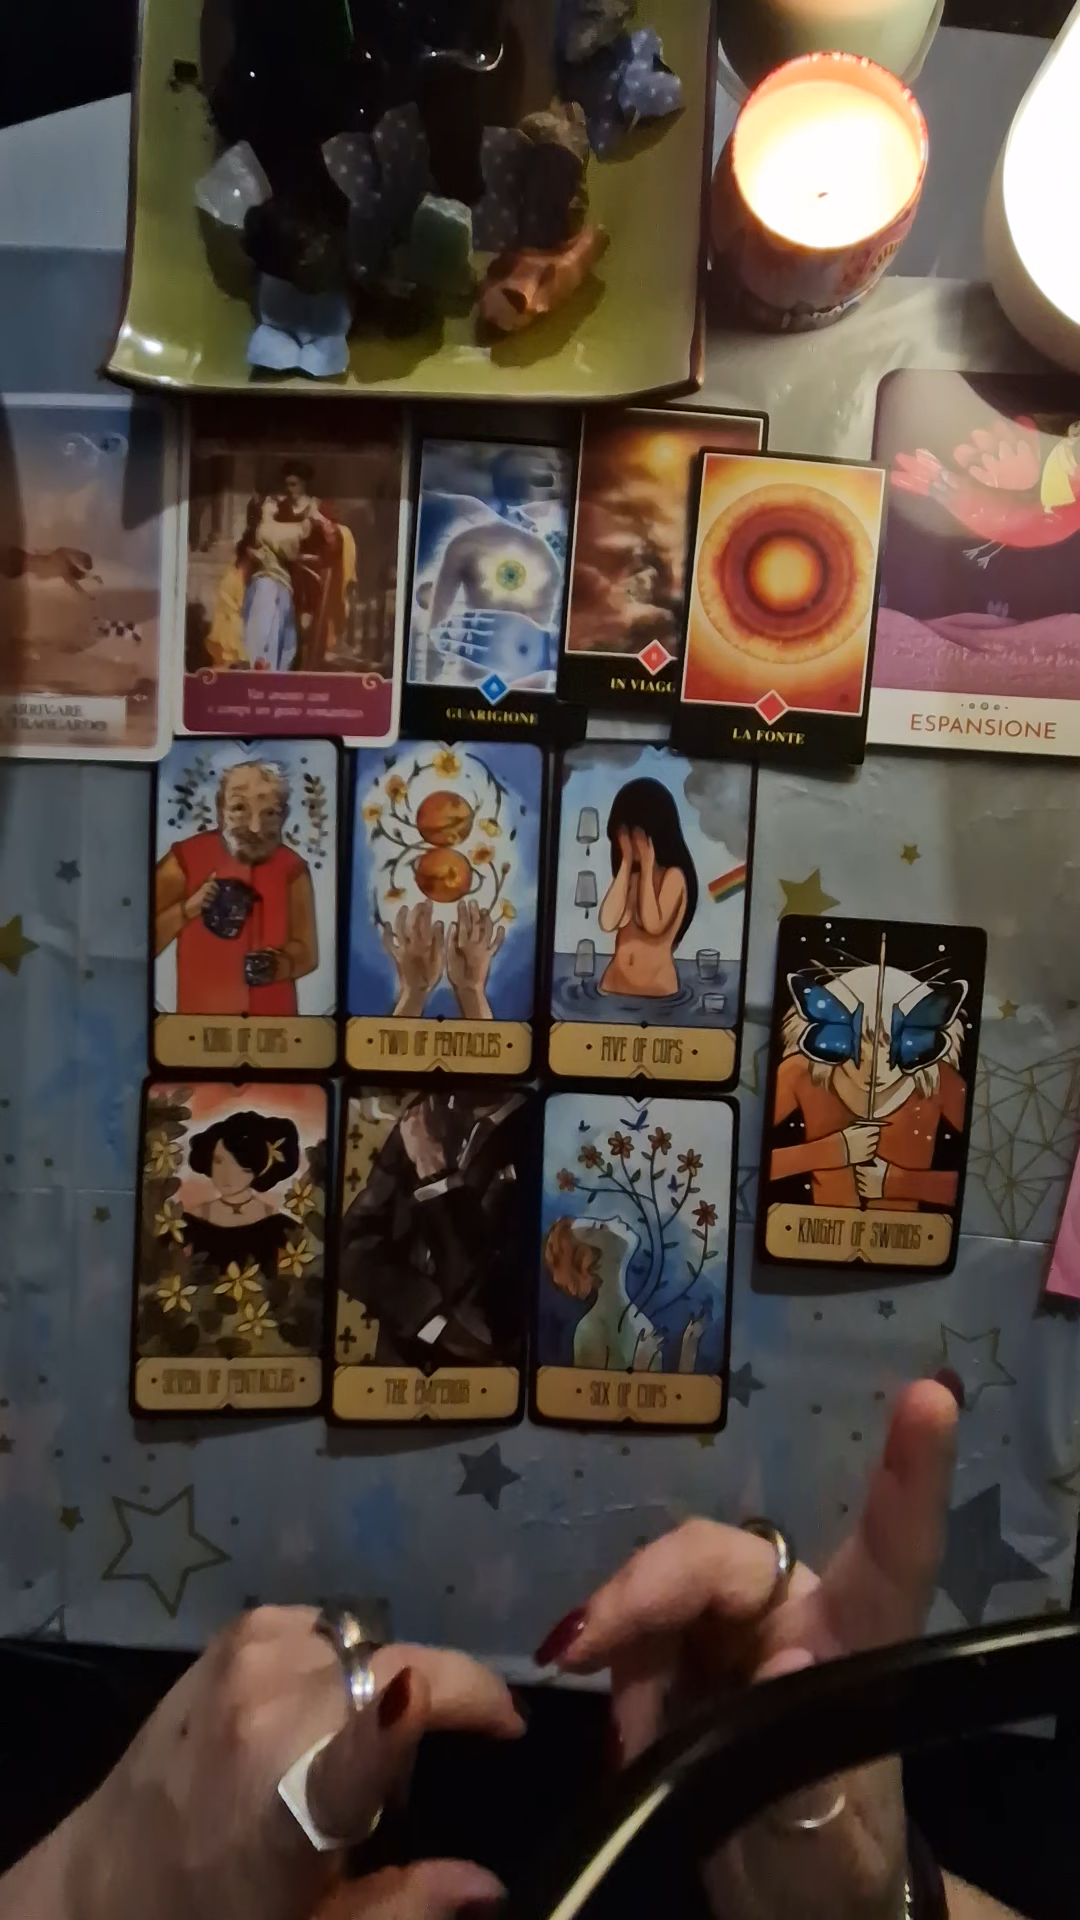 ARRIVARE
TRAGUARDO
GUARIGIONE
IN VIAGG
LA FONTE
ESPANSIONE
• KING OF CUPS •
• TWO OF PENTACLES •
• FIVE OF CUPS •
• KNIGHT OF SWORDS •
• SEVEN OF PENTACLES •
• THE EMPEROR •
• SIX OF CUPS •